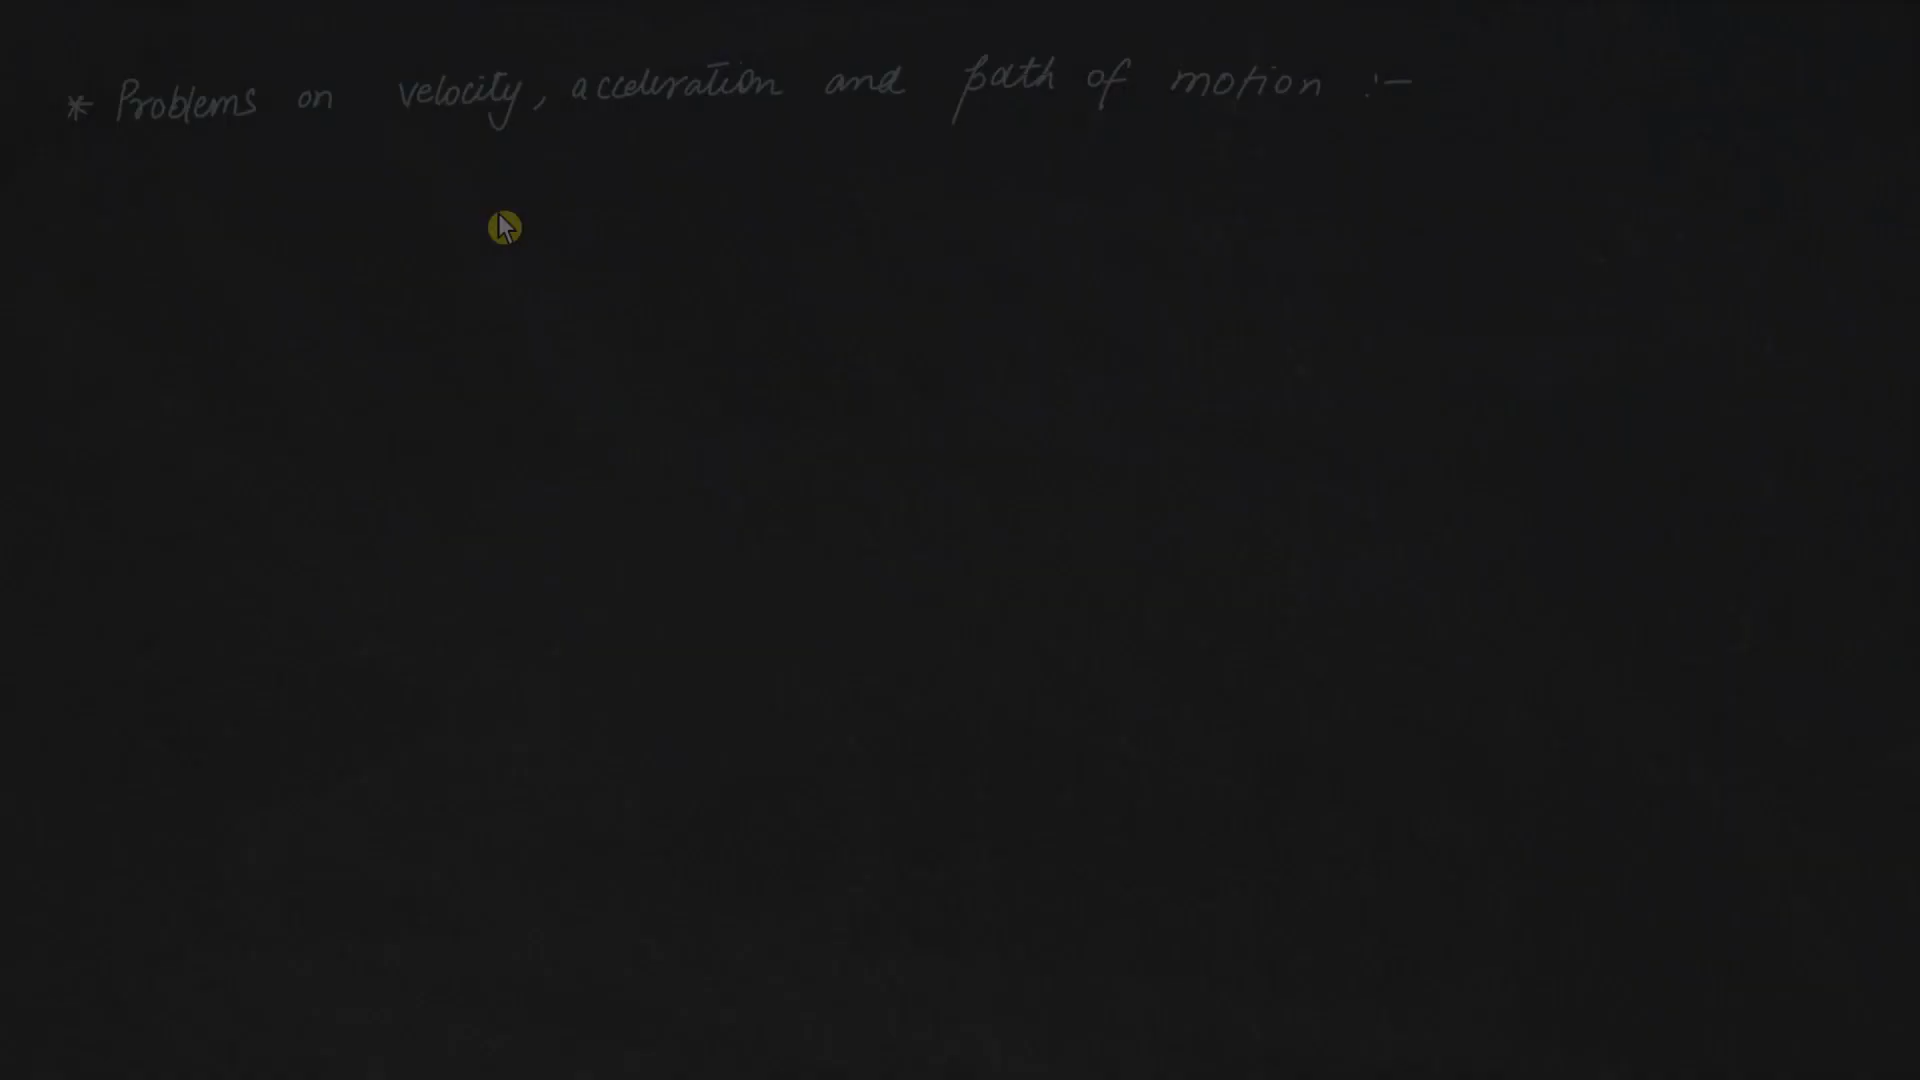 * Problems on velocity, acceleration and path of motion :-